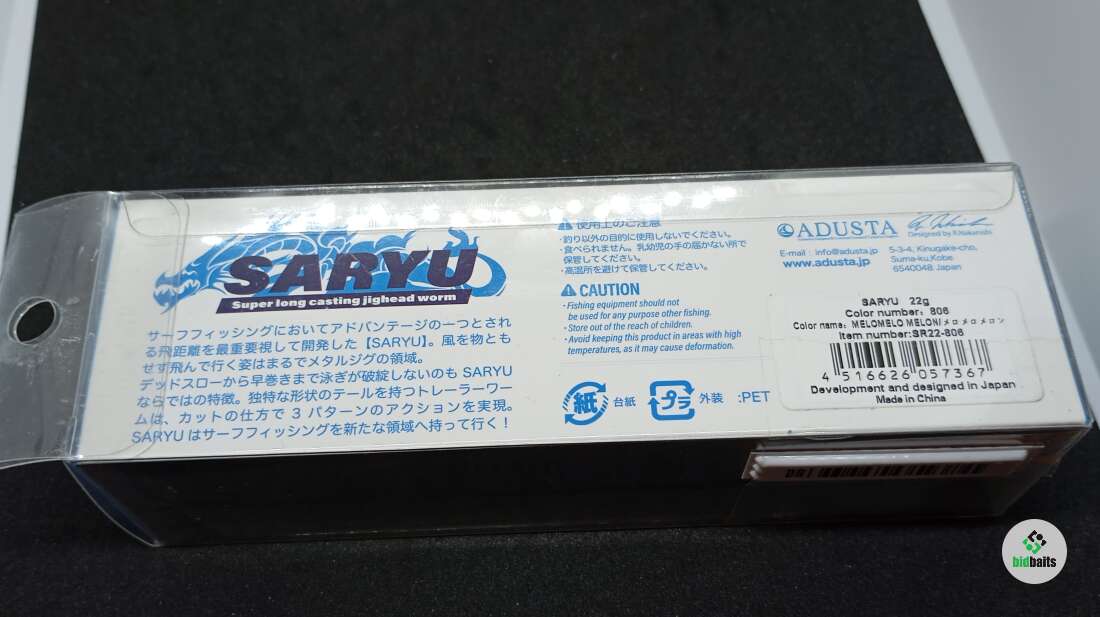 SARYU
Super long casting jighead worm
サーフフィッシングにおいてアドバンテージの一つとされ
る飛距離を最重要視して開発した【SARYU】。風を物とも
せず飛んで行く姿はまるでメタルジグの領域。
デッドスローから早巻きまで泳ぎが破綻しないのも SARYU
ならではの特徴。独特な形状のテールを持つトレーラーワー
ムは、カットの仕方で 3 パターンのアクションを実現。
SARYU はサーフフィッシングを新たな領域へ持って行く!
使用上のご注意
・釣り以外の目的に使用しないでください。
・食べられません。乳幼児の手の届かない所で
保管してください。
・高温所を避けて保管してください。
CAUTION
・Fishing equipment should not
be used for any purpose other fishing.
・Store out of the reach of children.
・Avoid keeping this product in areas with high
temperatures, as it may cause deformation.
紙 台紙 プラ 外装 :PET
ADUSTA
Designed by
E-mail : info@adusta.jp
www.adusta.jp
5-3-4, Kinugake-cho,
Suma-ku,Kobe
6540048. Japan
SARYU 22g
Color number: 806
Color name: MELOMELO MELON/メロメロメロン
Item number:SR22-806
4 516626 057367
Development and designed in Japan
Made in China
bidbaits